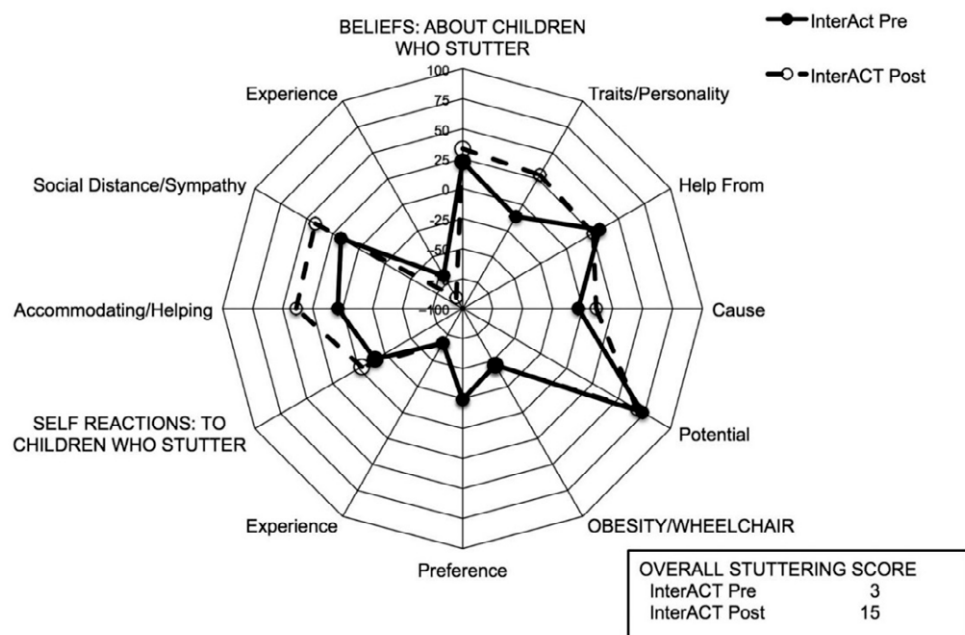 BELIEFS: ABOUT CHILDREN
WHO STUTTER
InterAct Pre
InterACT Post
100
75
50
25
0
-25
-50
-75
-100
Experience
Traits/Personality
Social Distance/Sympathy
Help From
Accommodating/Helping
Cause
SELF REACTIONS: TO
CHILDREN WHO STUTTER
Potential
Experience
OBESITY/WHEELCHAIR
Preference
OVERALL STUTTERING SCORE
InterACT Pre 3
InterACT Post 15